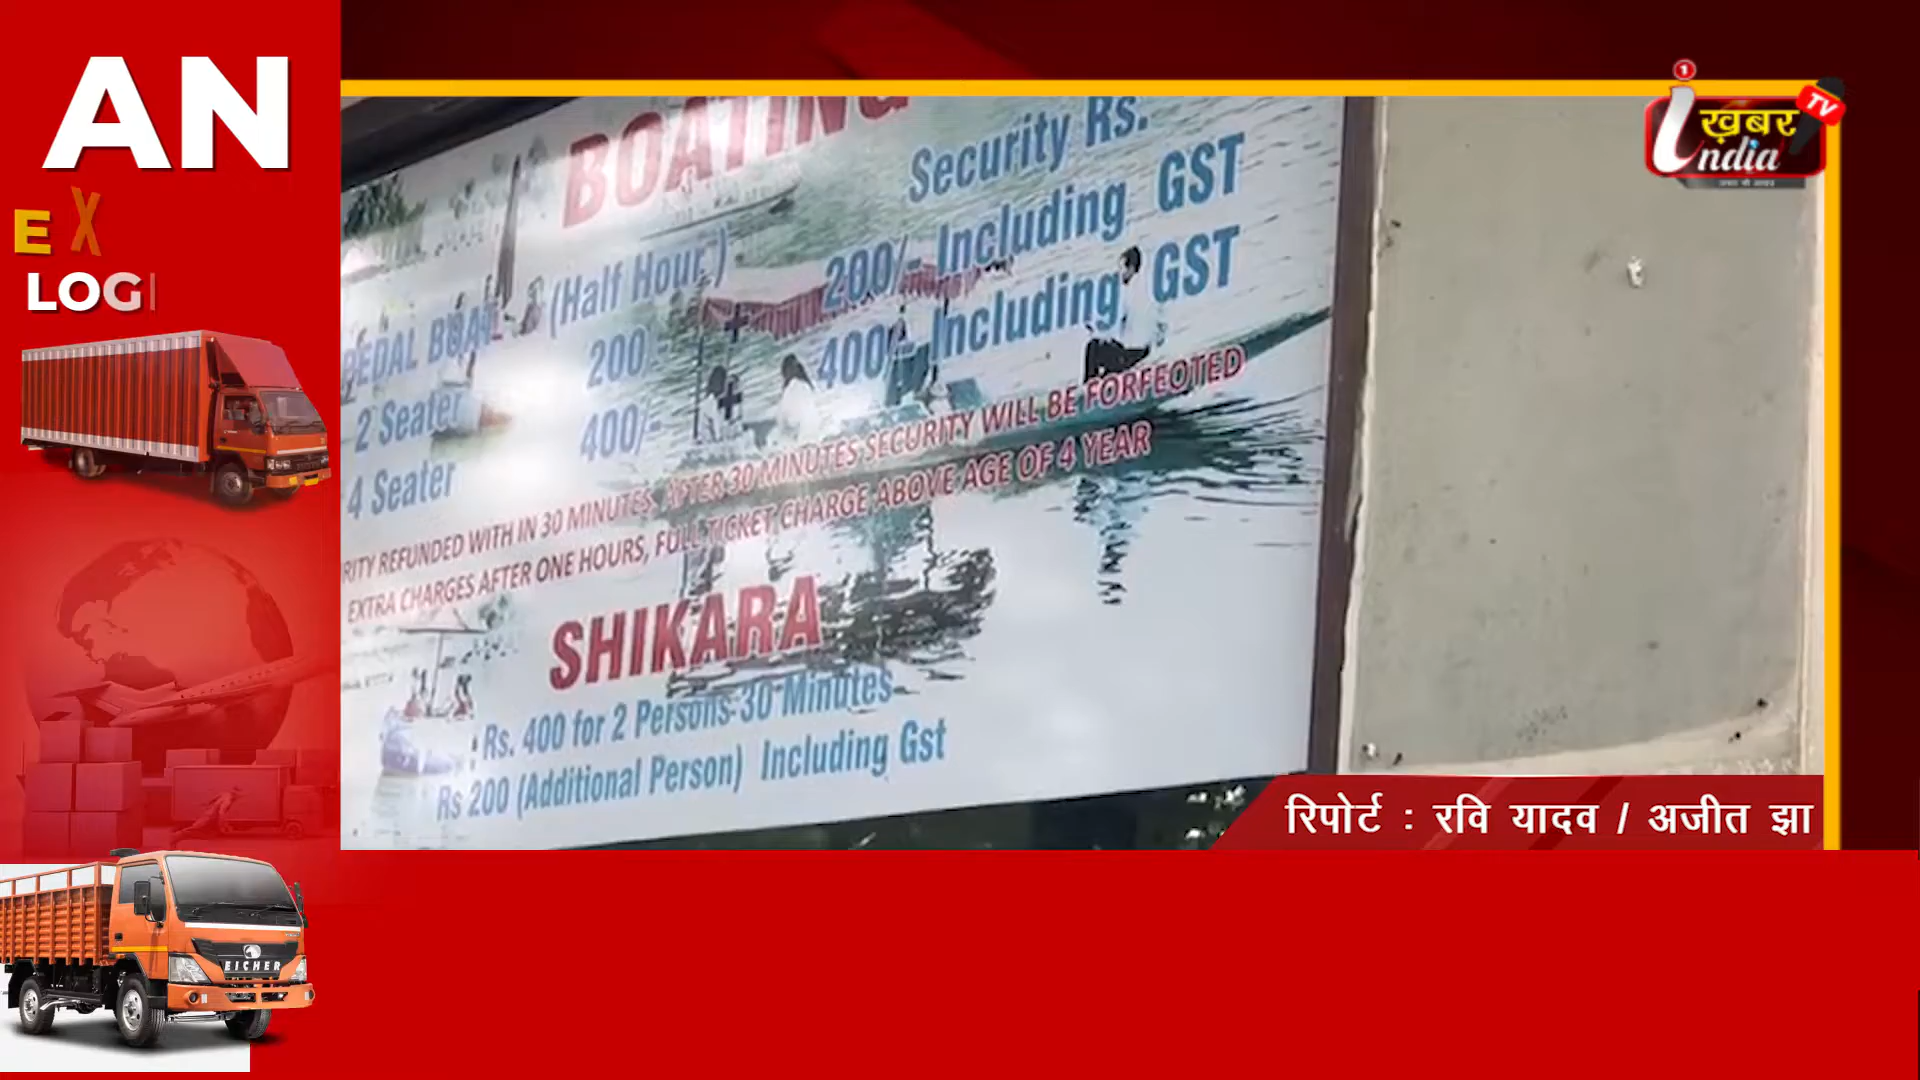 AN
EX
LOG
EICHER
BOATING
Security Rs.
PEDAL BOAT (Half Hour)
2 Seater 200/- + 200/- Including GST
4 Seater 400/- + 400/- Including GST
RITY REFUNDED WITH IN 30 MINUTES, AFTER 30 MINUTES SECURITY WILL BE FORFEOTED
EXTRA CHARGES AFTER ONE HOURS, FULL TICKET CHARGE ABOVE AGE OF 4 YEAR
SHIKARA
: Rs. 400 for 2 Persons 30 Minutes
Rs 200 (Additional Person) Including Gst
1
ख़बर
India
TV
रिपोर्ट : रवि यादव / अजीत झा